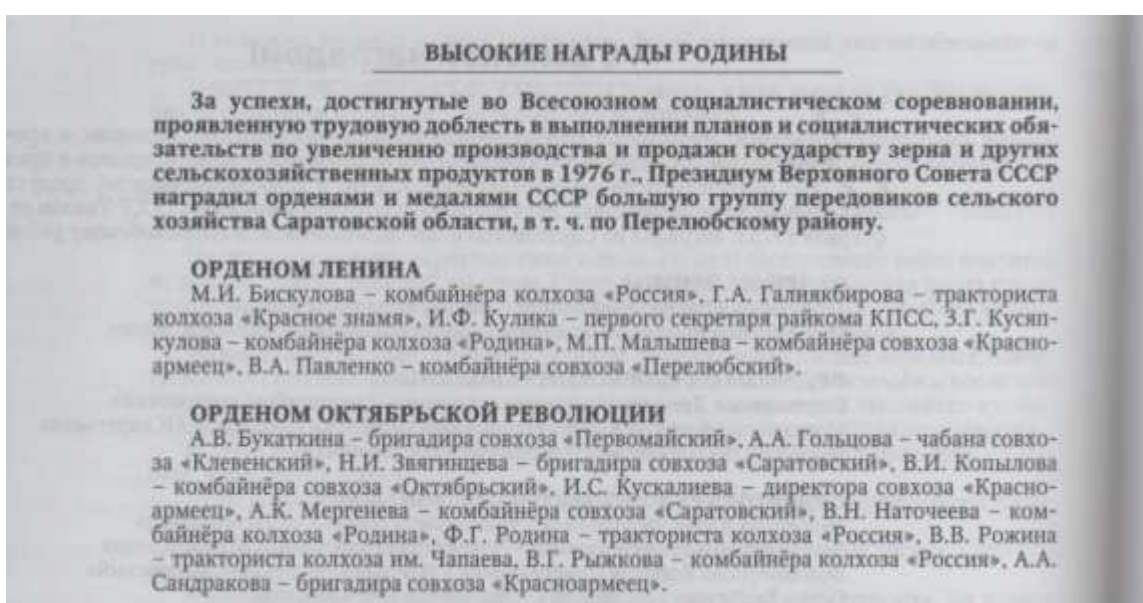 ВЫСОКИЕ НАГРАДЫ РОДИНЫ
За успехи, достигнутые во Всесоюзном социалистическом соревновании,
проявленную трудовую доблесть в выполнении планов и социалистических обя-
зательств по увеличению производства и продажи государству зерна и других
сельскохозяйственных продуктов в 1976 г., Президиум Верховного Совета СССР
наградил орденами и медалями СССР большую группу передовиков сельского
хозяйства Саратовской области, в т. ч. по Перелюбскому району.
ОРДЕНОМ ЛЕНИНА
М.И. Бискулова – комбайнёра колхоза «Россия», Г.А. Галиякбирова – тракториста
колхоза «Красное знамя», И.Ф. Кулика – первого секретаря райкома КПСС, З.Г. Кусяп-
кулова – комбайнёра колхоза «Родина», М.П. Малышева – комбайнёра совхоза «Красно-
армеец», В.А. Павленко – комбайнёра совхоза «Перелюбский».
ОРДЕНОМ ОКТЯБРЬСКОЙ РЕВОЛЮЦИИ
А.В. Букаткина – бригадира совхоза «Первомайский», А.А. Гольцова – чабана совхо-
за «Клевенский», Н.И. Звягинцева – бригадира совхоза «Саратовский», В.И. Копылова
– комбайнёра совхоза «Октябрьский», И.С. Кускалиева – директора совхоза «Красно-
армеец», А.К. Мергенева – комбайнёра совхоза «Саратовский», В.Н. Наточеева – ком-
байнёра колхоза «Родина», Ф.Г. Родина – тракториста колхоза «Россия», В.В. Рожина
– тракториста колхоза им. Чапаева, В.Г. Рыжкова – комбайнёра колхоза «Россия», А.А.
Сандракова – бригадира совхоза «Красноармеец».